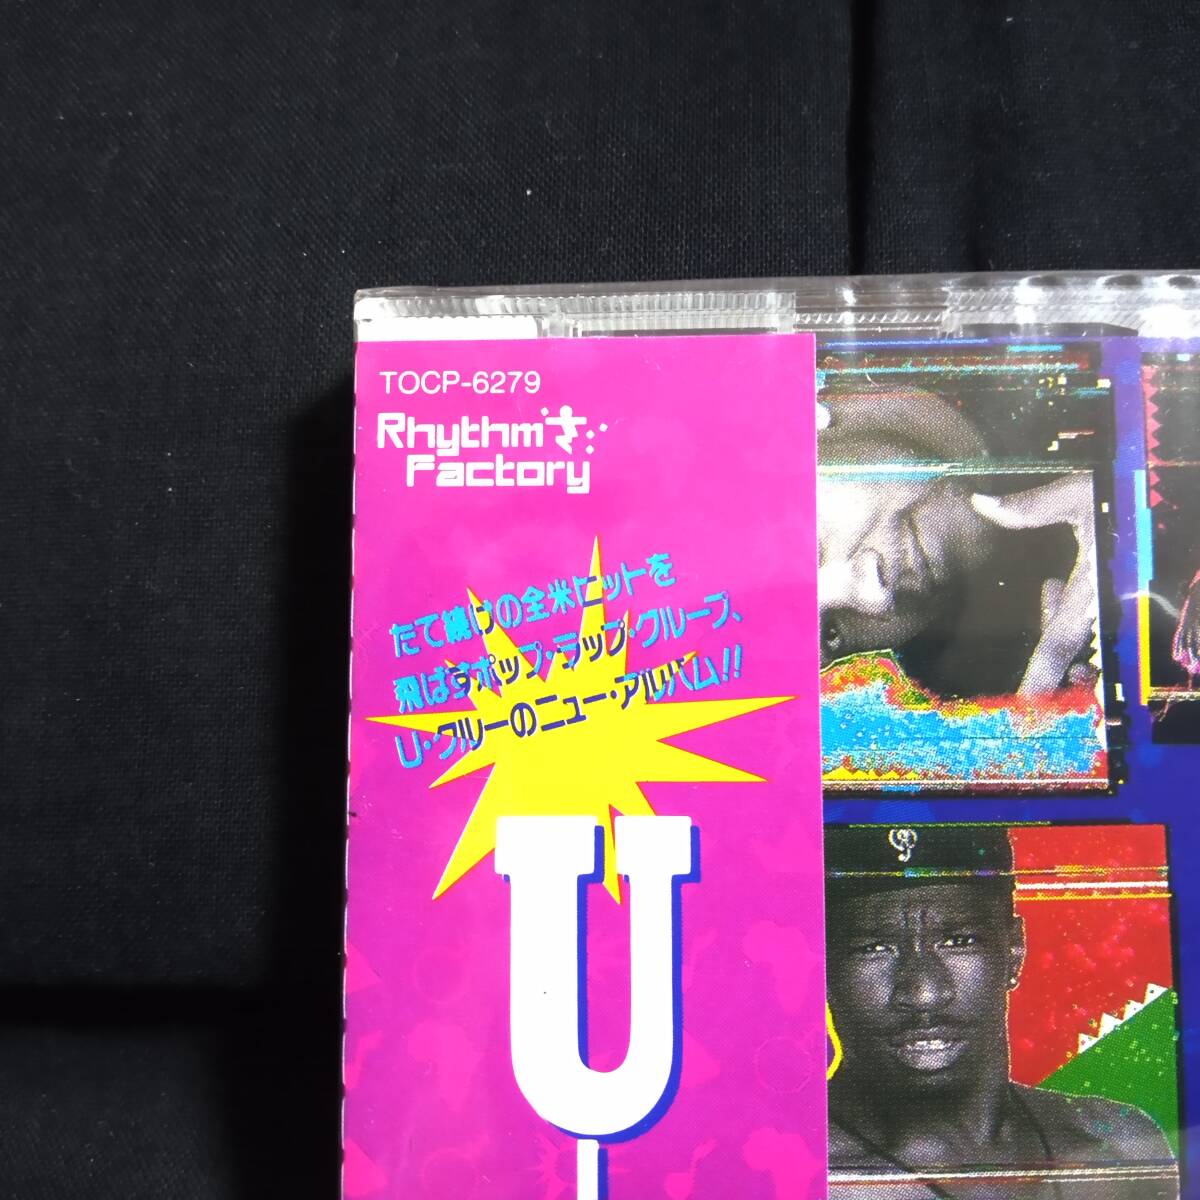 TOCP-6279
Rhythm
Factory
たて続けの全米ヒットを
飛ばすポップ・ラップ・グループ、
U・クルーのニュー・アルバム!!
U